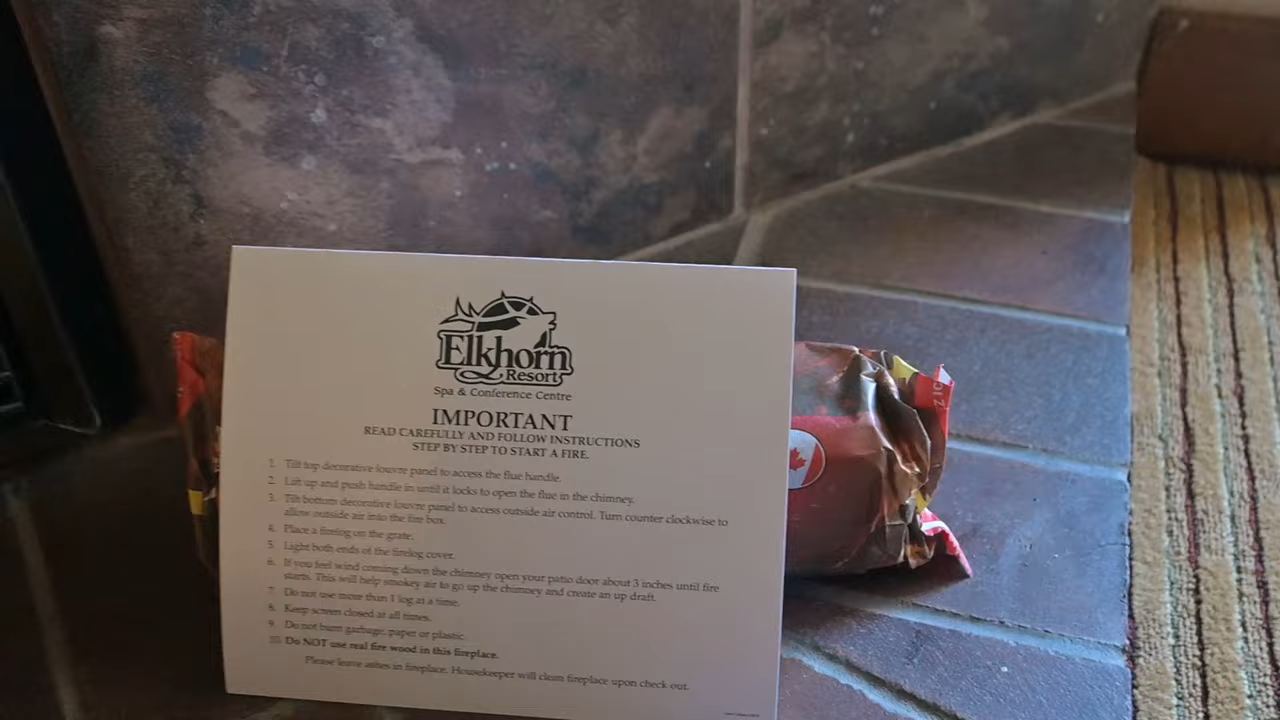 Elkhorn
Resort
Spa & Conference Centre
IMPORTANT
READ CAREFULLY AND FOLLOW INSTRUCTIONS
STEP BY STEP TO START A FIRE.
1. Tilt top decorative louvre panel to access the flue handle.
2. Lift up and push handle in until it locks to open the flue in the chimney.
3. Tilt bottom decorative louvre panel to access outside air control. Turn counter clockwise to
allow outside air into the fire box.
4. Place a firelog on the grate.
5. Light both ends of the firelog cover.
6. If you feel wind coming down the chimney open your patio door about 3 inches until fire
starts. This will help smokey air to go up the chimney and create an up draft.
7. Do not use more than 1 log at a time.
8. Keep screen closed at all times.
9. Do not burn garbage, paper or plastic.
10. Do NOT use real fire wood in this fireplace.
Please leave ashes in fireplace. Housekeeper will clean fireplace upon check out.